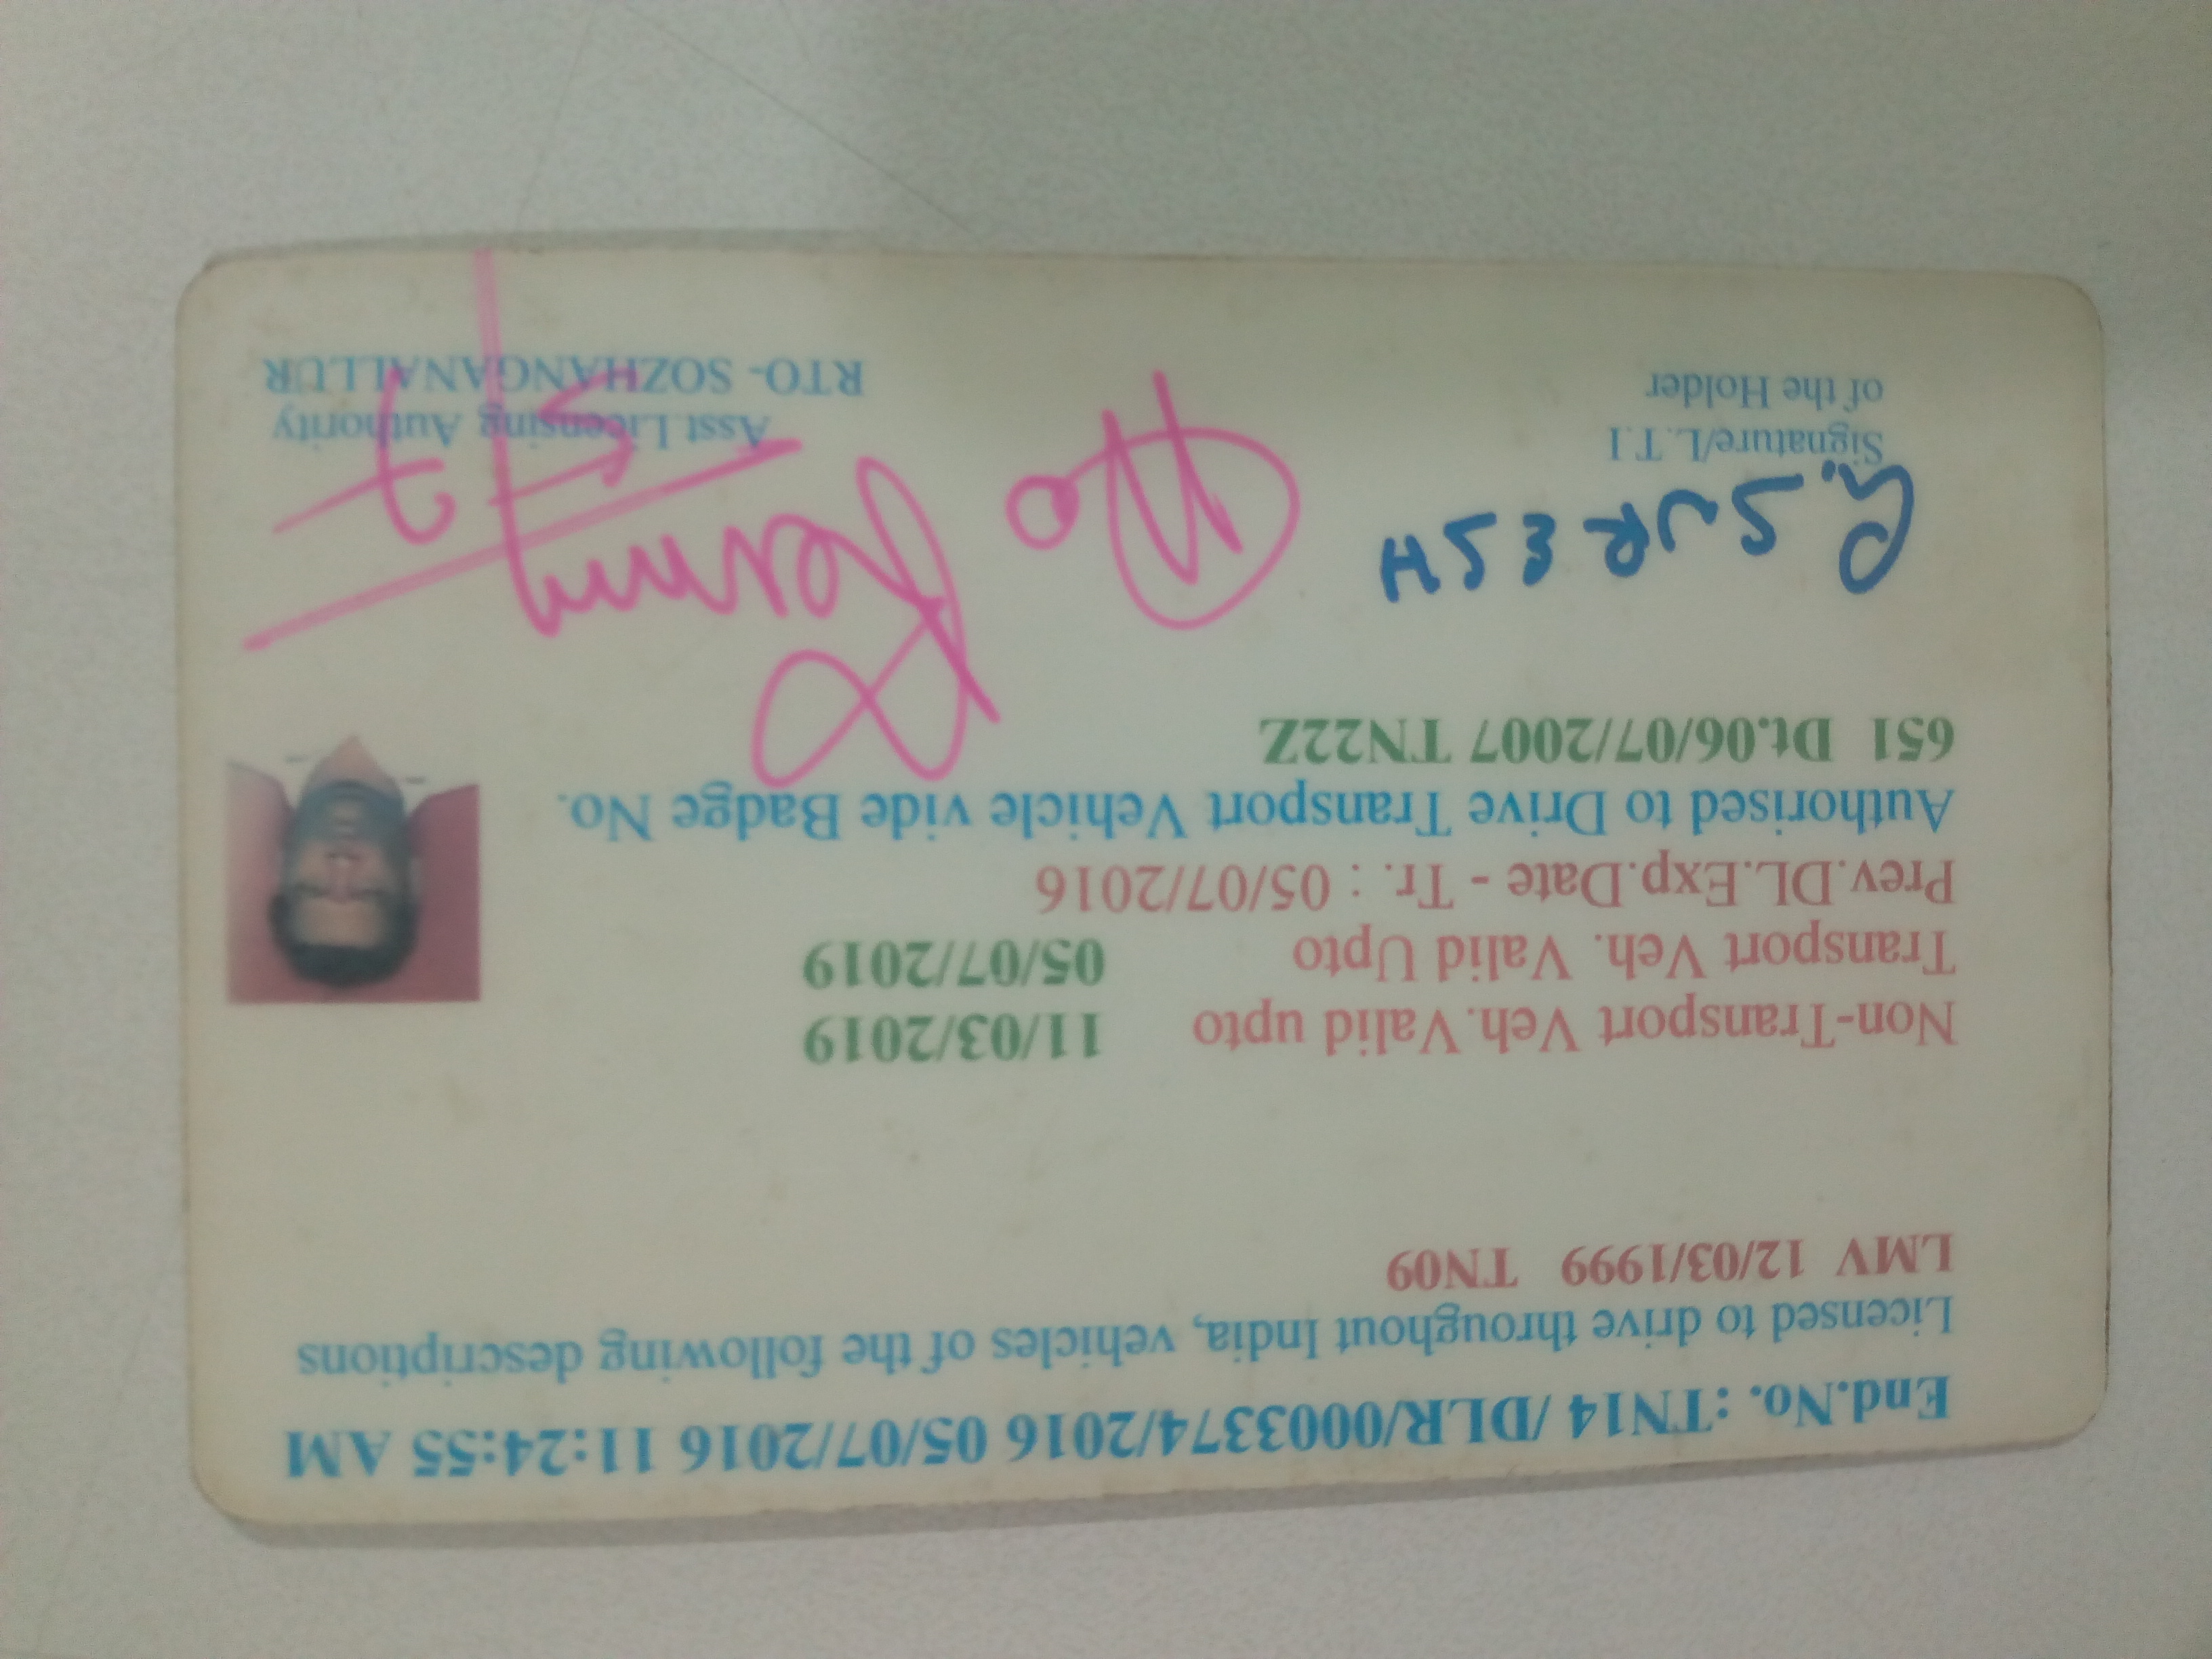 End.No. :TN14 /DLR/0003374/2016 05/07/2016 11:24:55 AM
Licensed to drive throughout India, vehicles of the following descriptions
LMV 12/03/1999 TN09
Non-Transport Veh.Valid upto 11/03/2019
Transport Veh. Valid Upto 05/07/2019
Prev.DL.Exp.Date - Tr. : 05/07/2016
Authorised to Drive Transport Vehicle vide Badge No.
651 Dt.06/07/2007 TN22Z
SURESH
Signature/L.T.I
of the Holder
Asst.Licensing Authority
RTO- SOZHANGANALLUR